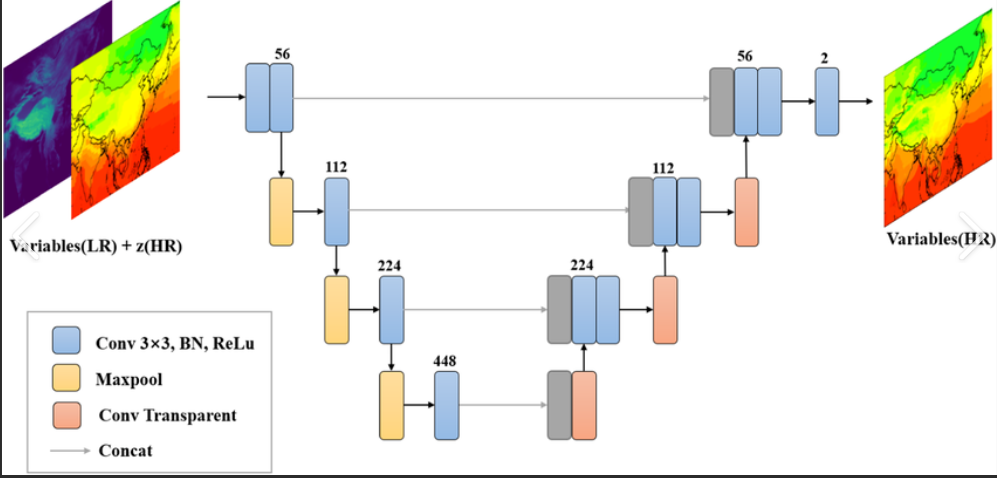 56
56
2
112
112
Variables(LR) + z(HR)
Variables(HR)
224
224
448
Conv 3×3, BN, ReLu
Maxpool
Conv Transparent
Concat